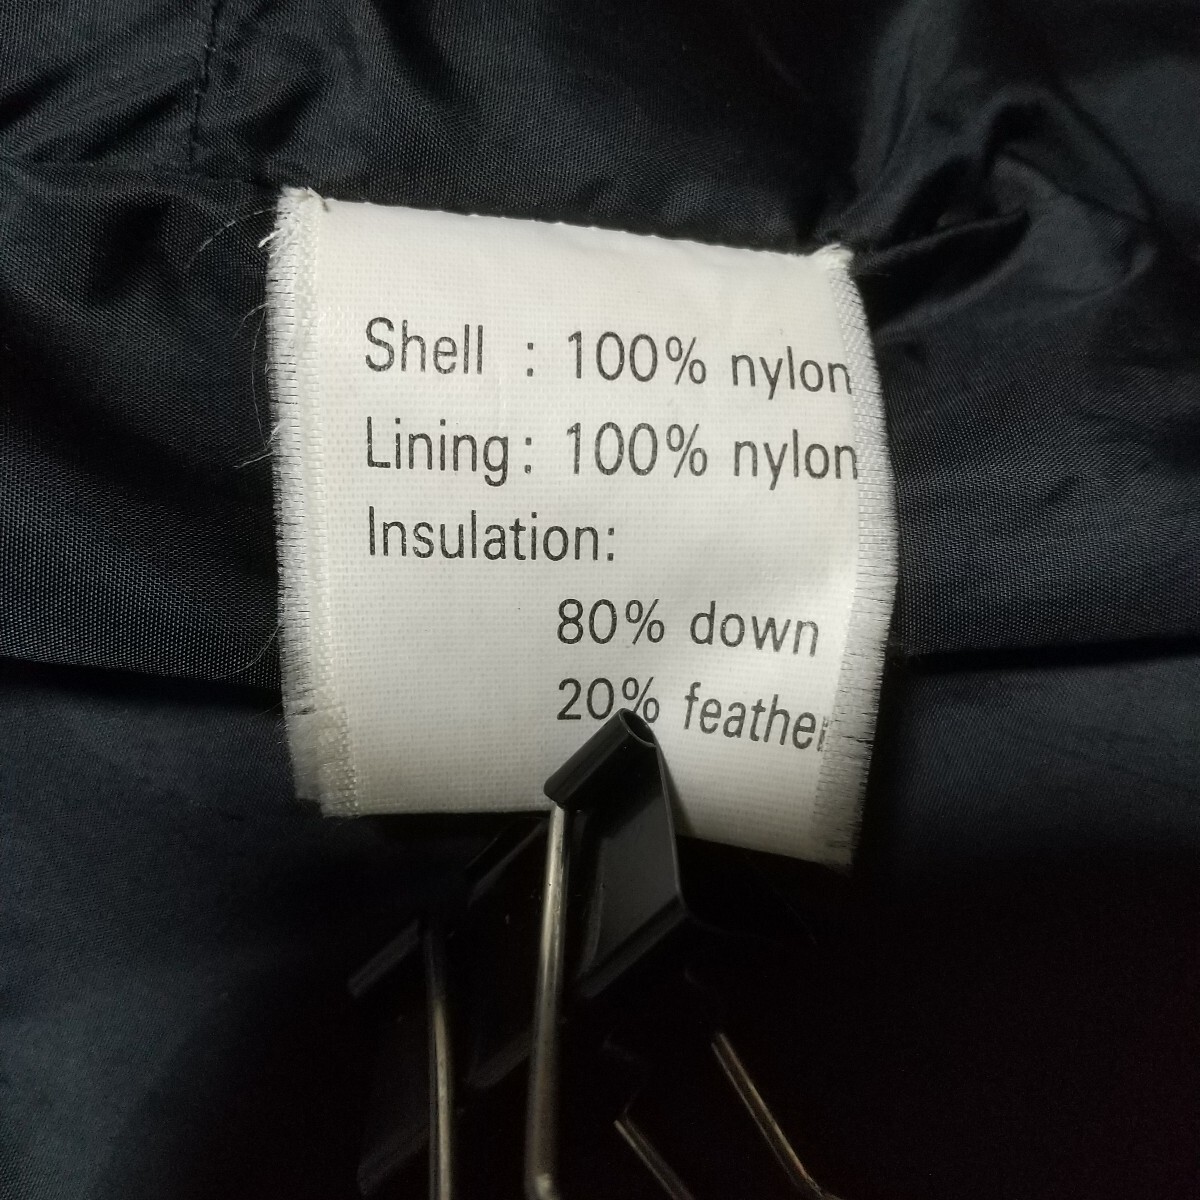 Shell : 100% nylon
Lining: 100% nylon
Insulation:
80% down
20% feather